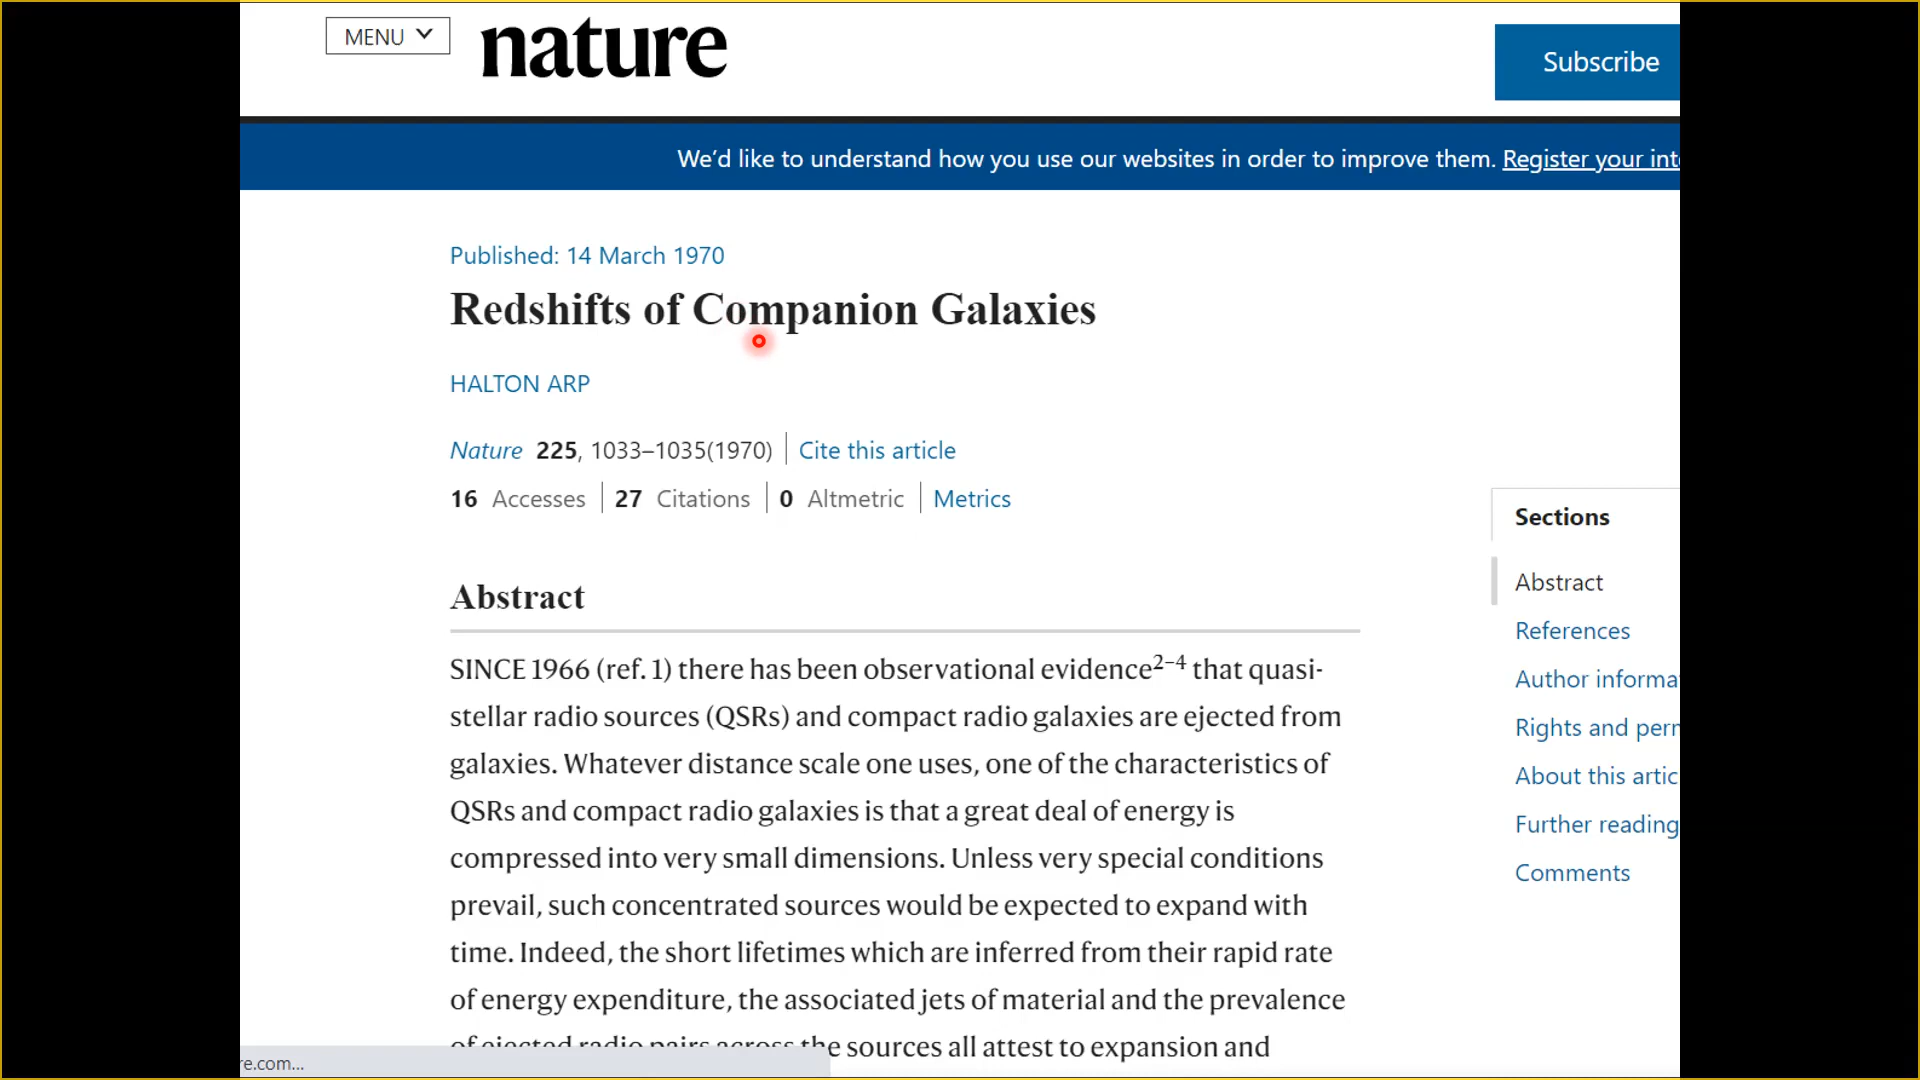 MENU
nature
Subscribe
We'd like to understand how you use our websites in order to improve them. Register your int
Published: 14 March 1970
Redshifts of Companion Galaxies
HALTON ARP
Nature 225, 1033–1035(1970) Cite this article
16 Accesses 27 Citations 0 Altmetric Metrics
Abstract
SINCE 1966 (ref. 1) there has been observational evidence2–4 that quasi-
stellar radio sources (QSRs) and compact radio galaxies are ejected from
galaxies. Whatever distance scale one uses, one of the characteristics of
QSRs and compact radio galaxies is that a great deal of energy is
compressed into very small dimensions. Unless very special conditions
prevail, such concentrated sources would be expected to expand with
time. Indeed, the short lifetimes which are inferred from their rapid rate
of energy expenditure, the associated jets of material and the prevalence
of ejected radio pairs across the sources all attest to expansion and
Sections
Abstract
References
Author informa
Rights and perr
About this artic
Further reading
Comments
re.com...